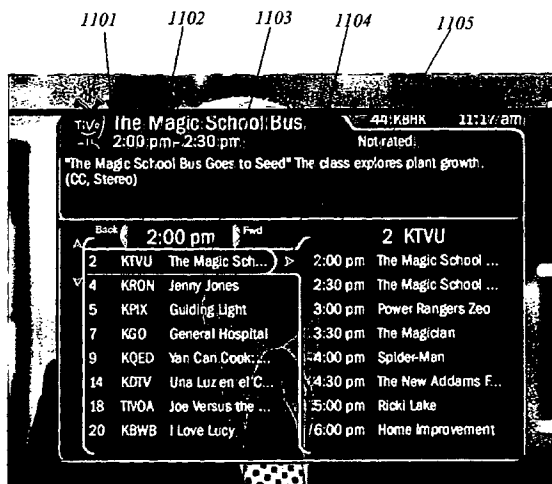 1101 1102 1103 1104 1105
TiVo The Magic School Bus 44 KBHK 11:17 am
2:00 pm - 2:30 pm Not rated
"The Magic School Bus Goes to Seed" The class explores plant growth.
(CC, Stereo)
Back 2:00 pm Fwd
2 KTVU The Magic Sch...
4 KRON Jenny Jones
5 KPIX Guiding Light
7 KGO General Hospital
9 KQED Yan Can Cook:...
14 KDTV Una Luz en el C...
18 TIVOA Joe Versus the ...
20 KBWB I Love Lucy
2 KTVU
2:00 pm The Magic School ...
2:30 pm The Magic School ...
3:00 pm Power Rangers Zeo
3:30 pm The Magician
4:00 pm Spider-Man
4:30 pm The New Addams F...
5:00 pm Ricki Lake
6:00 pm Home Improvement